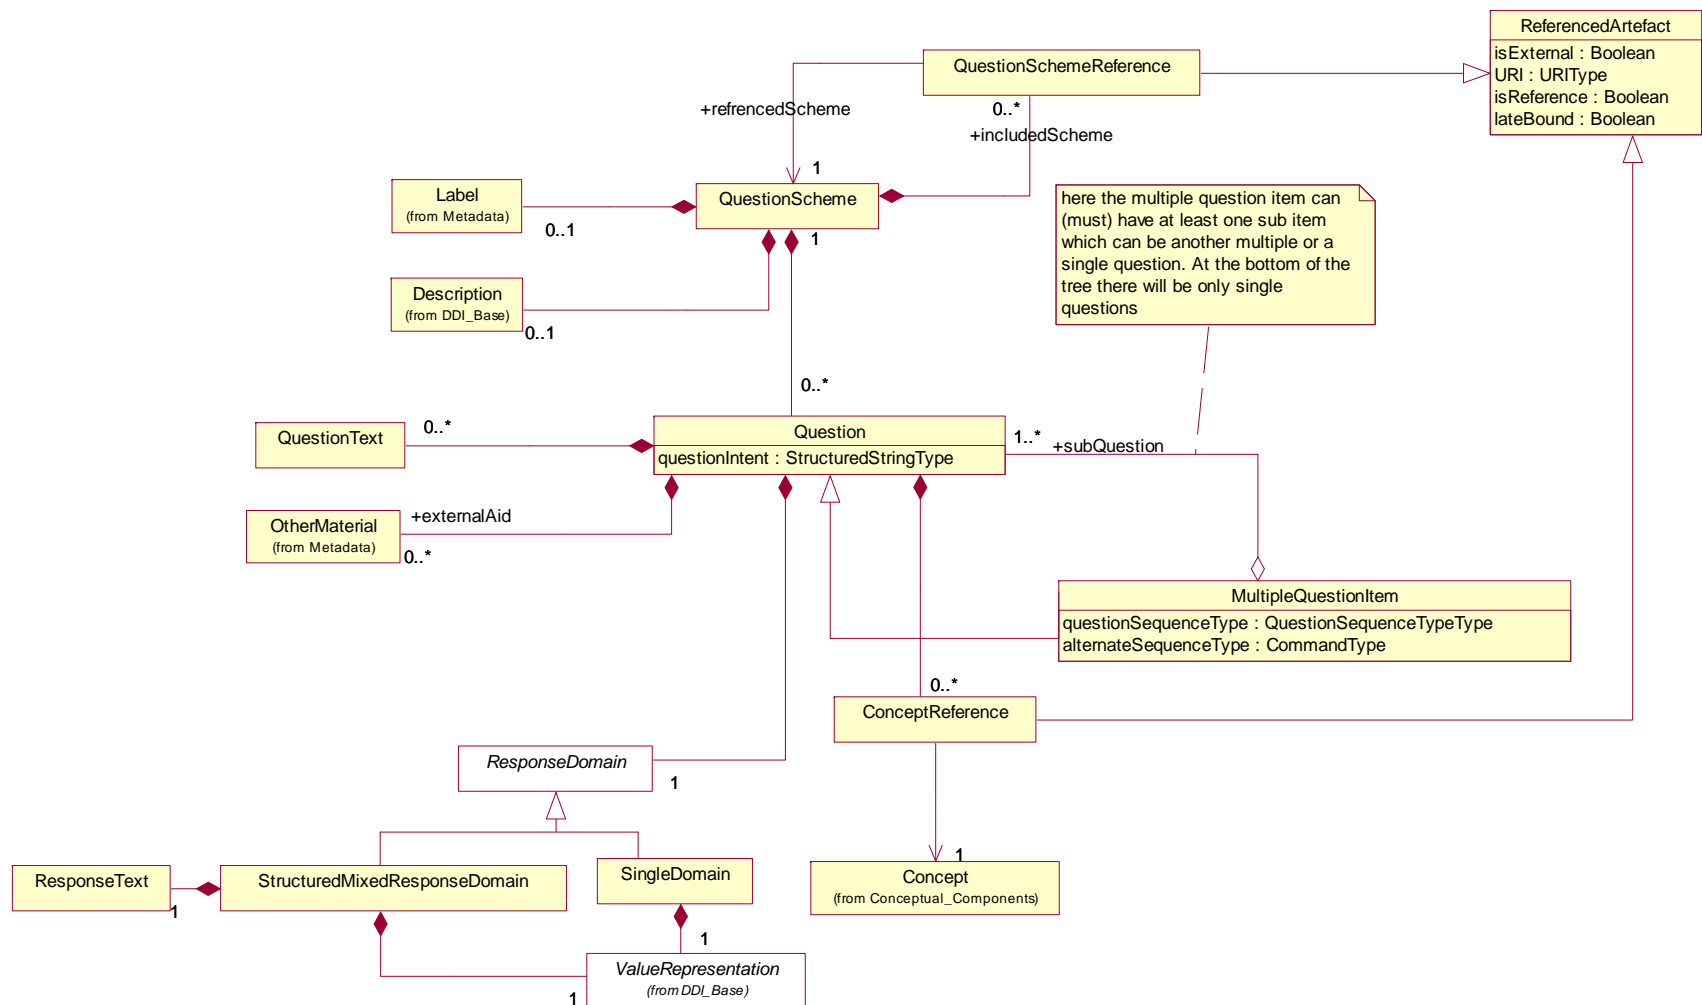 ReferencedArtefact
isExternal : Boolean
URI : URIType
isReference : Boolean
lateBound : Boolean
QuestionSchemeReference
0..*
+refrencedScheme
+includedScheme
1
QuestionScheme
1
Label
(from Metadata)
0..1
Description
(from DDI_Base)
0..1
here the multiple question item can
(must) have at least one sub item
which can be another multiple or a
single question. At the bottom of the
tree there will be only single
questions
0..*
QuestionText
0..*
Question
questionIntent : StructuredStringType
1..*
+subQuestion
OtherMaterial
(from Metadata)
+externalAid
0..*
MultipleQuestionItem
questionSequenceType : QuestionSequenceTypeType
alternateSequenceType : CommandType
0..*
ConceptReference
ResponseDomain
1
1
Concept
(from Conceptual_Components)
ResponseText
1
StructuredMixedResponseDomain
SingleDomain
1
ValueRepresentation
(from DDI_Base)
1